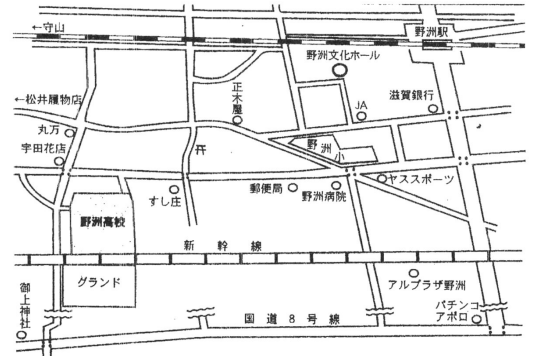 ←守山
野洲駅
野洲文化ホール
←松井履物店
正木屋
滋賀銀行
JA
丸万
宇田花店
野洲小
すし庄
郵便局
野洲病院
ヤススポーツ
野洲高校
新幹線
グランド
アルプラザ野洲
御上神社
国道8号線
パチンコ
アポロ